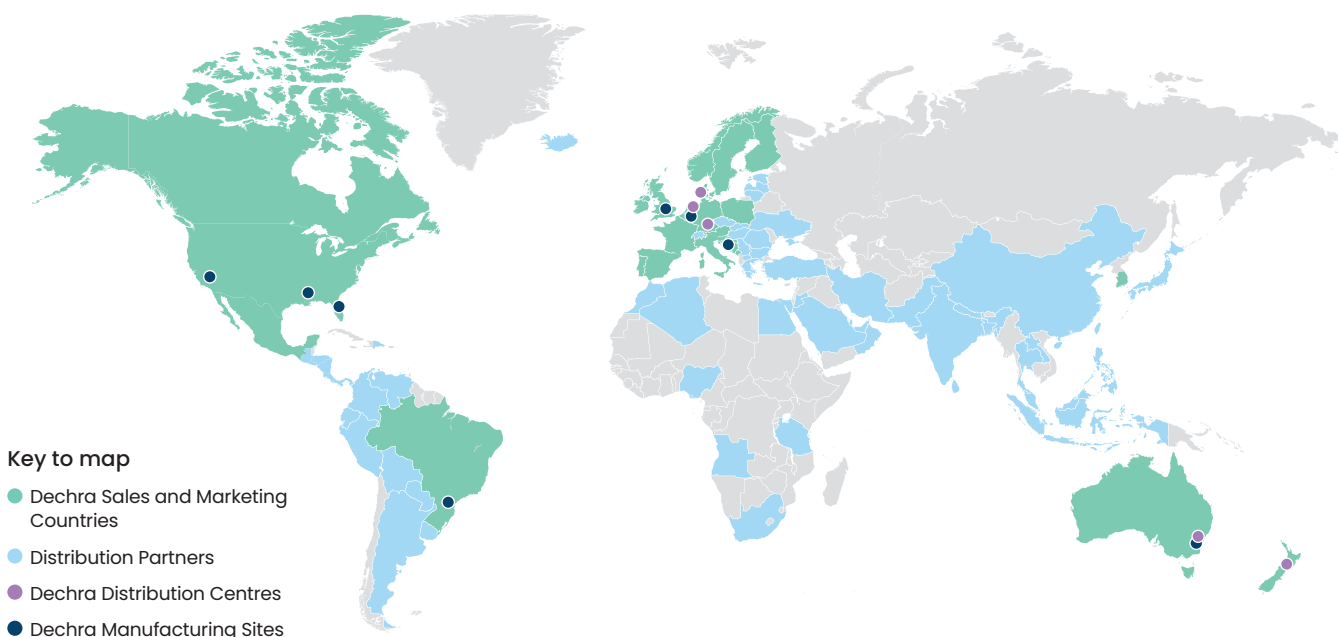 Key to map
Dechra Sales and Marketing
Countries
Distribution Partners
Dechra Distribution Centres
Dechra Manufacturing Sites